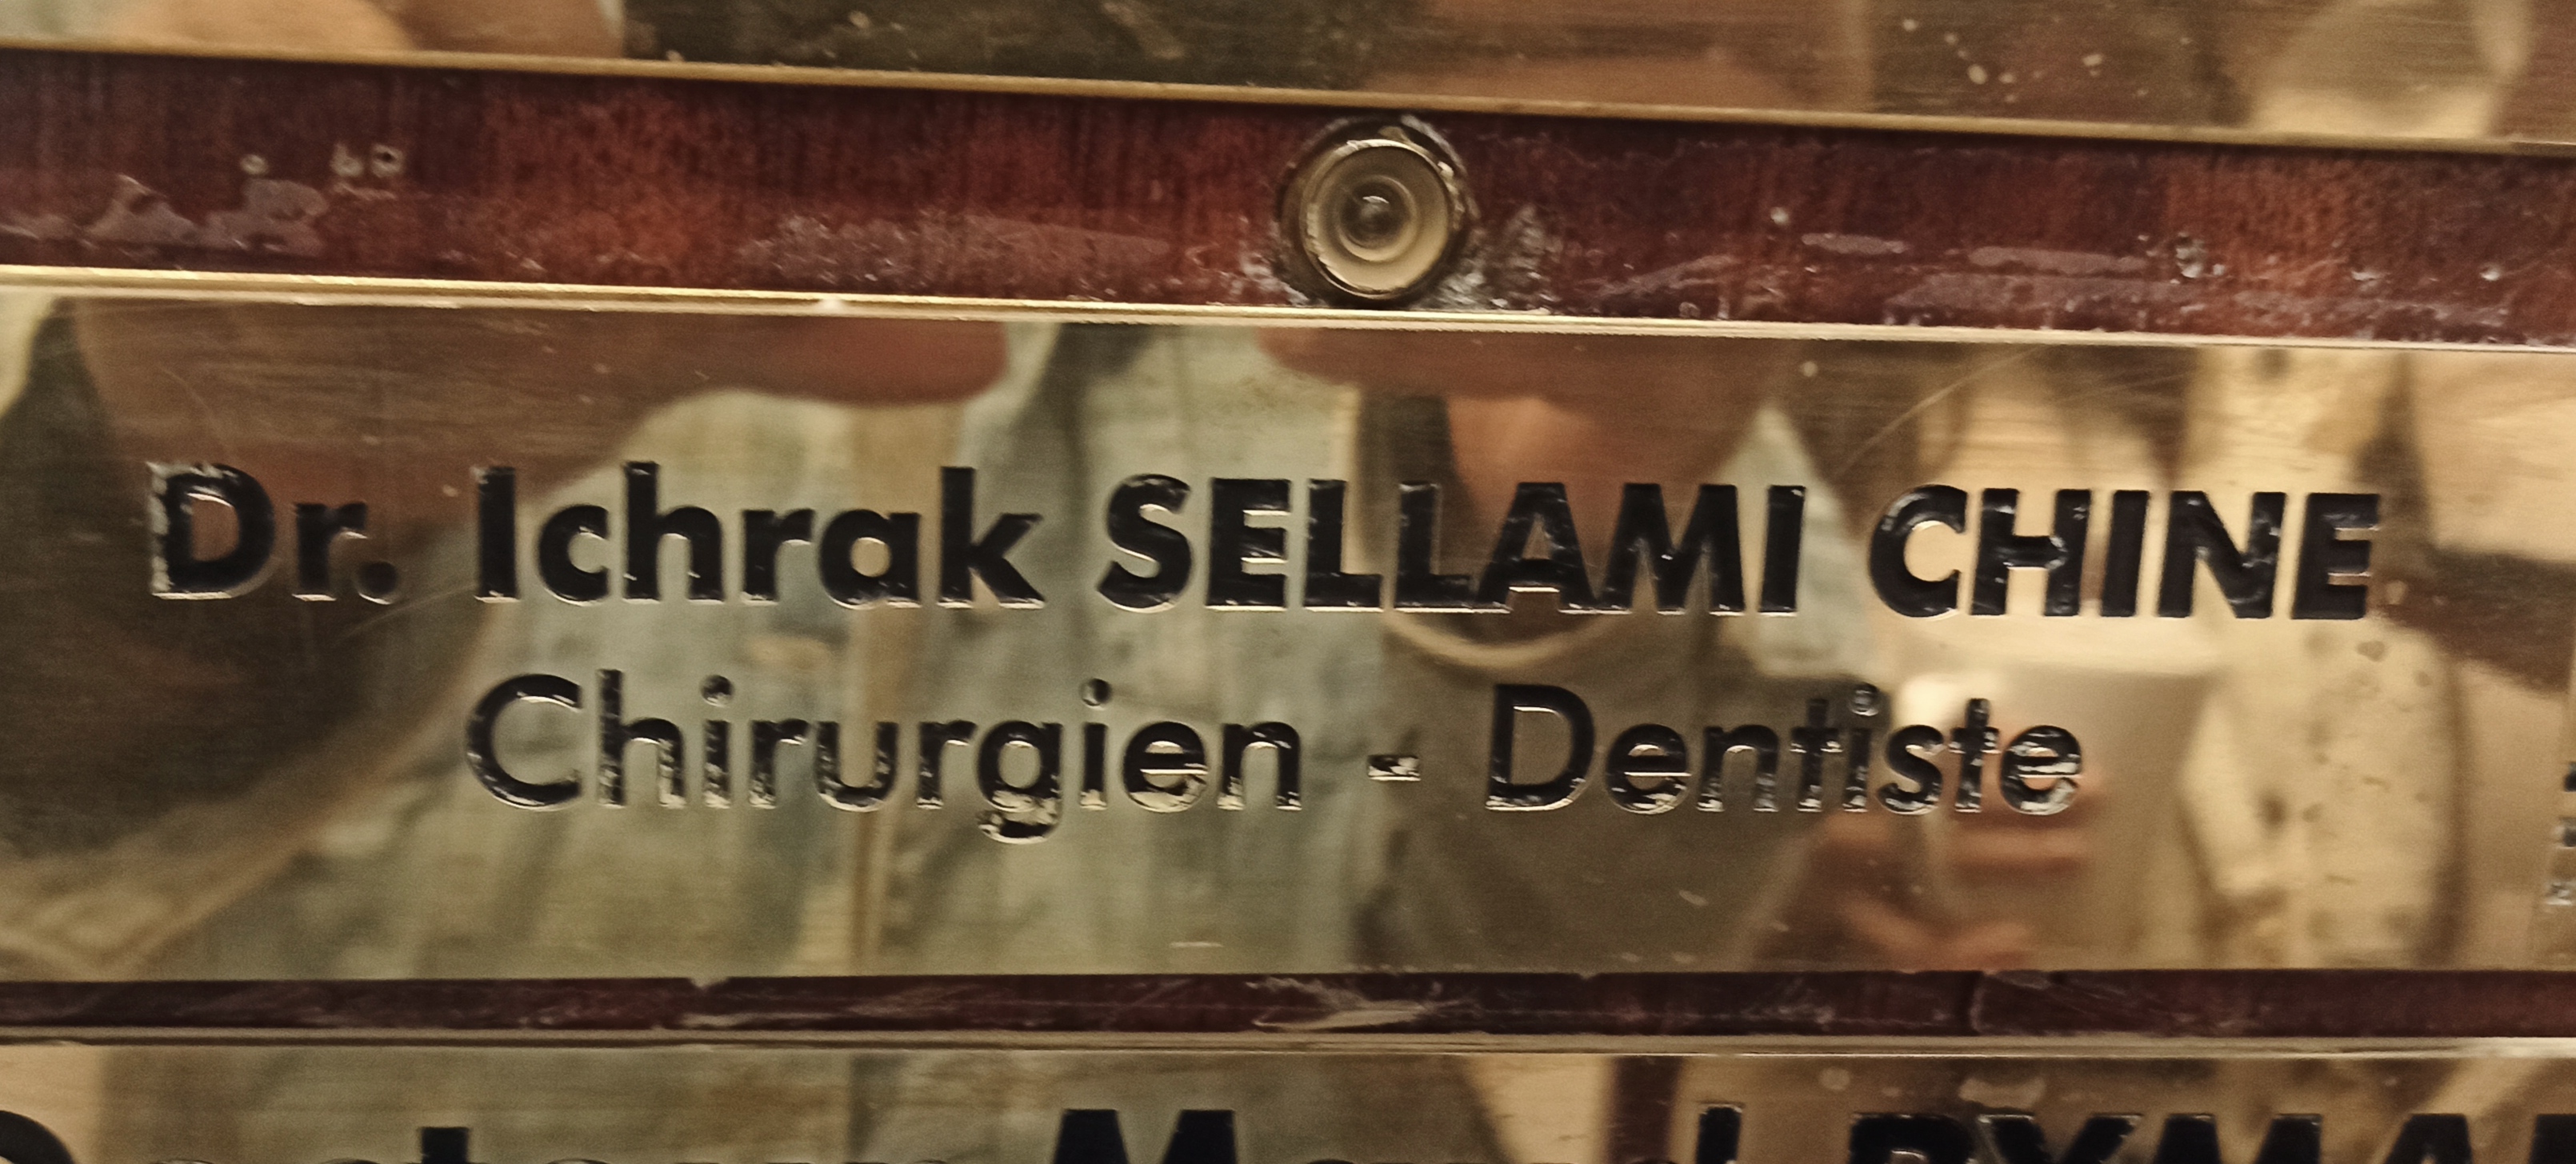 Dr. Ichrak SELLAMI CHINE
Chirurgien - Dentiste